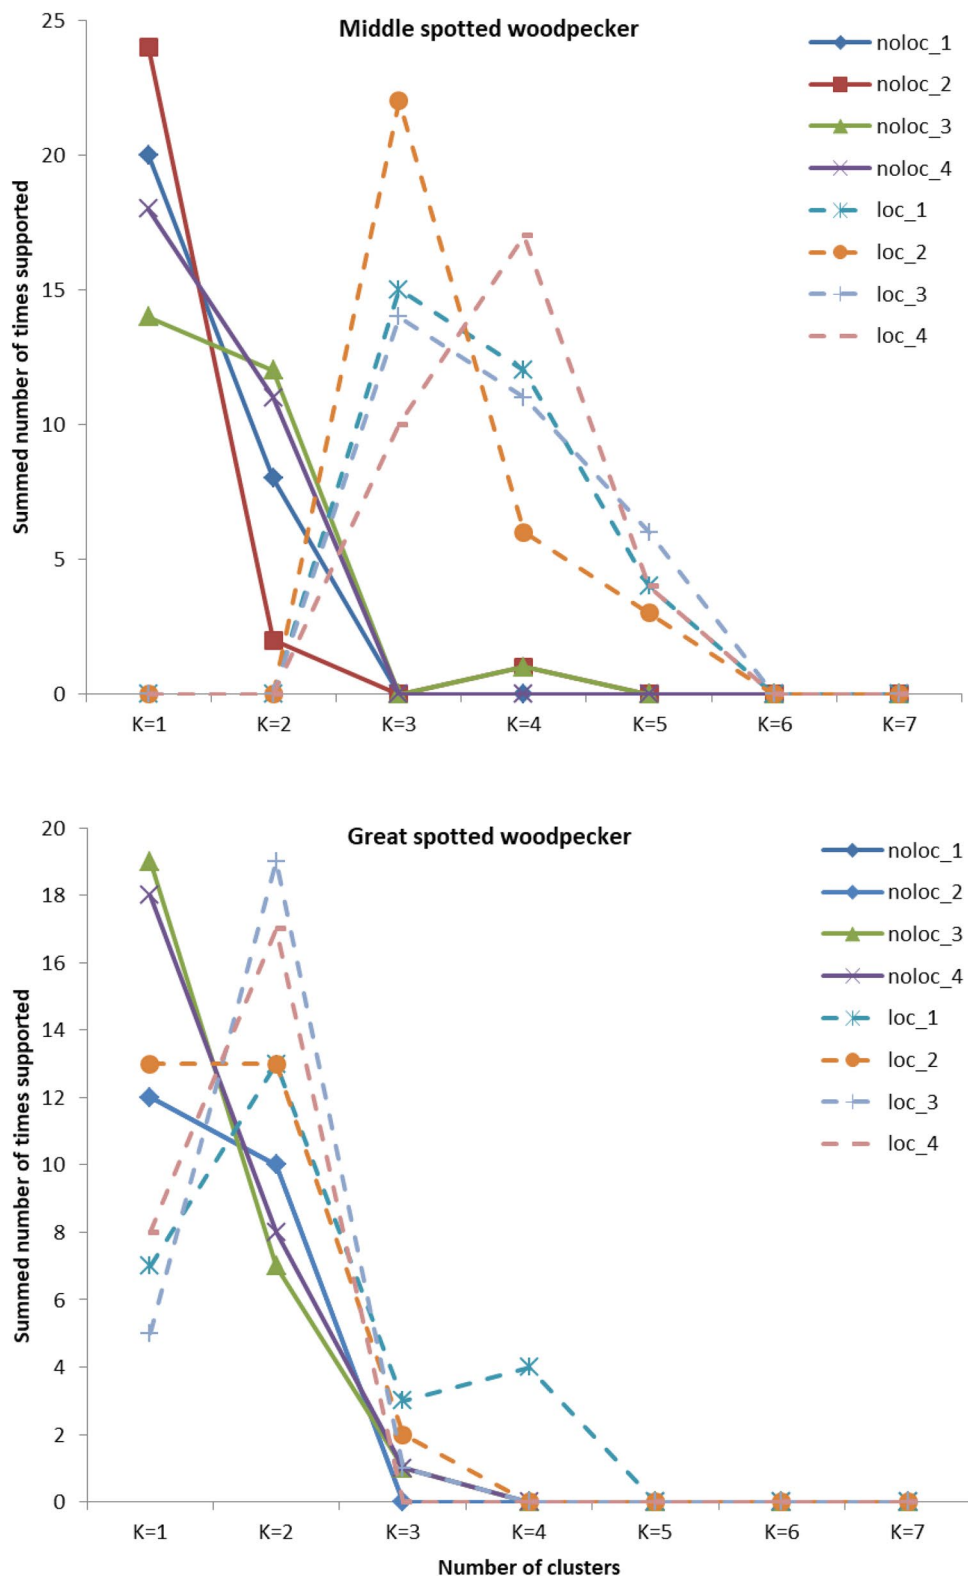 Middle spotted woodpecker
Summed number of times supported
25
20
15
10
5
0
K=1 K=2 K=3 K=4 K=5 K=6 K=7
noloc_1
noloc_2
noloc_3
noloc_4
loc_1
loc_2
loc_3
loc_4
Great spotted woodpecker
Summed number of times supported
20
18
16
14
12
10
8
6
4
2
0
K=1 K=2 K=3 K=4 K=5 K=6 K=7
Number of clusters
noloc_1
noloc_2
noloc_3
noloc_4
loc_1
loc_2
loc_3
loc_4